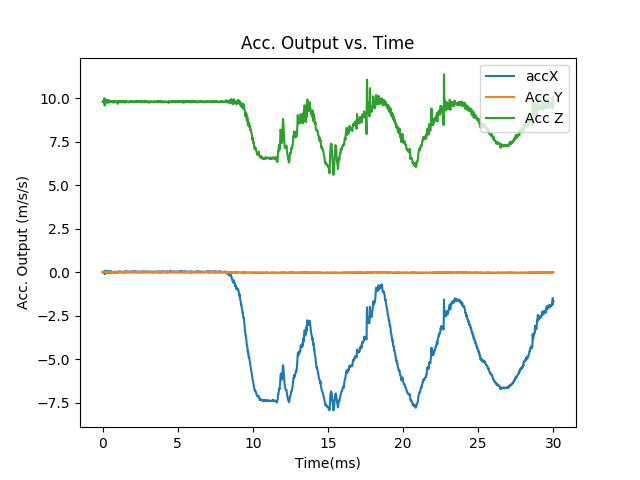 Acc. Output vs. Time
accX
Acc Y
Acc Z
10.0
7.5
5.0
2.5
0.0
−2.5
−5.0
−7.5
Acc. Output (m/s/s)
0
5
10
15
20
25
30
Time(ms)